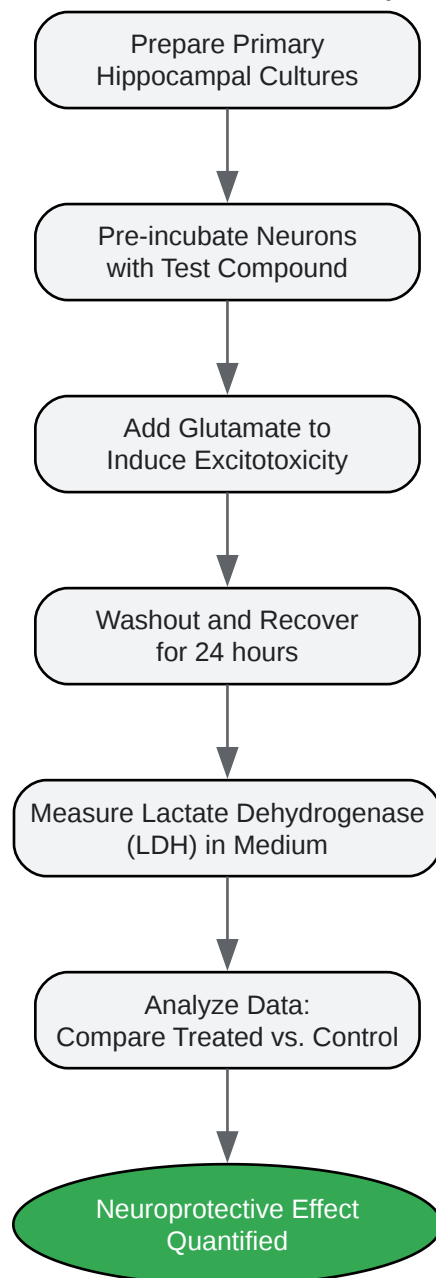 Prepare Primary
Hippocampal Cultures
Pre-incubate Neurons
with Test Compound
Add Glutamate to
Induce Excitotoxicity
Washout and Recover
for 24 hours
Measure Lactate Dehydrogenase
(LDH) in Medium
Analyze Data:
Compare Treated vs. Control
Neuroprotective Effect
Quantified